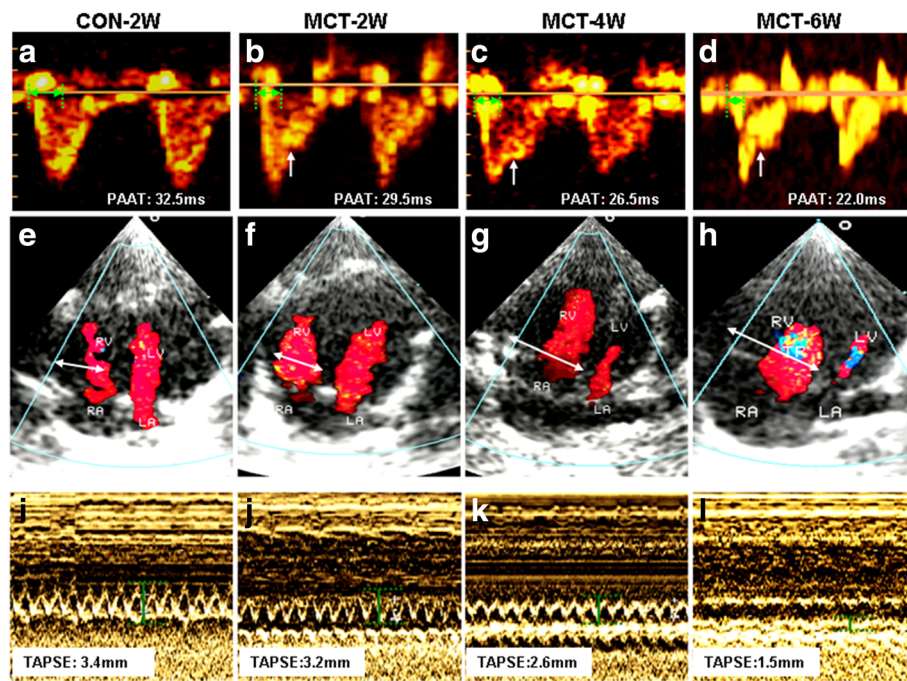 CON-2W MCT-2W MCT-4W MCT-6W
a b c d
PAAT: 32.5ms PAAT: 29.5ms PAAT: 26.5ms PAAT: 22.0ms
e f g h
RV LV RV LV RV LV RV TR LV
RA LA RA LA RA LA RA LA
i j k l
TAPSE: 3.4mm TAPSE:3.2mm TAPSE:2.6mm TAPSE:1.5mm